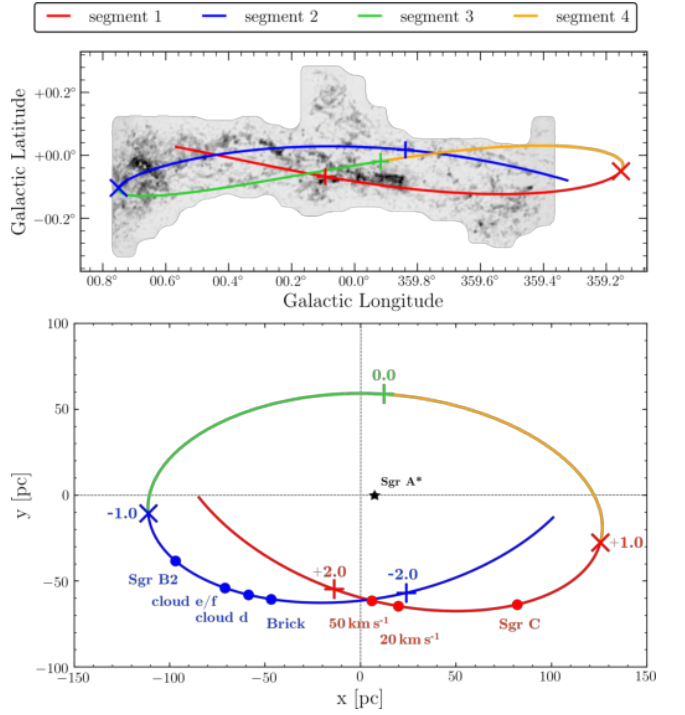 segment 1 segment 2 segment 3 segment 4
+00.2°
+00.0°
−00.2°
Galactic Latitude
00.8° 00.6° 00.4° 00.2° 00.0° 359.8° 359.6° 359.4° 359.2°
Galactic Longitude
100
50
0
−50
−100
y [pc]
0.0
Sgr A*
-1.0
+1.0
+2.0
-2.0
Sgr B2
cloud e/f
cloud d
Brick
50 km s⁻¹
20 km s⁻¹
Sgr C
−150 −100 −50 0 50 100 150
x [pc]